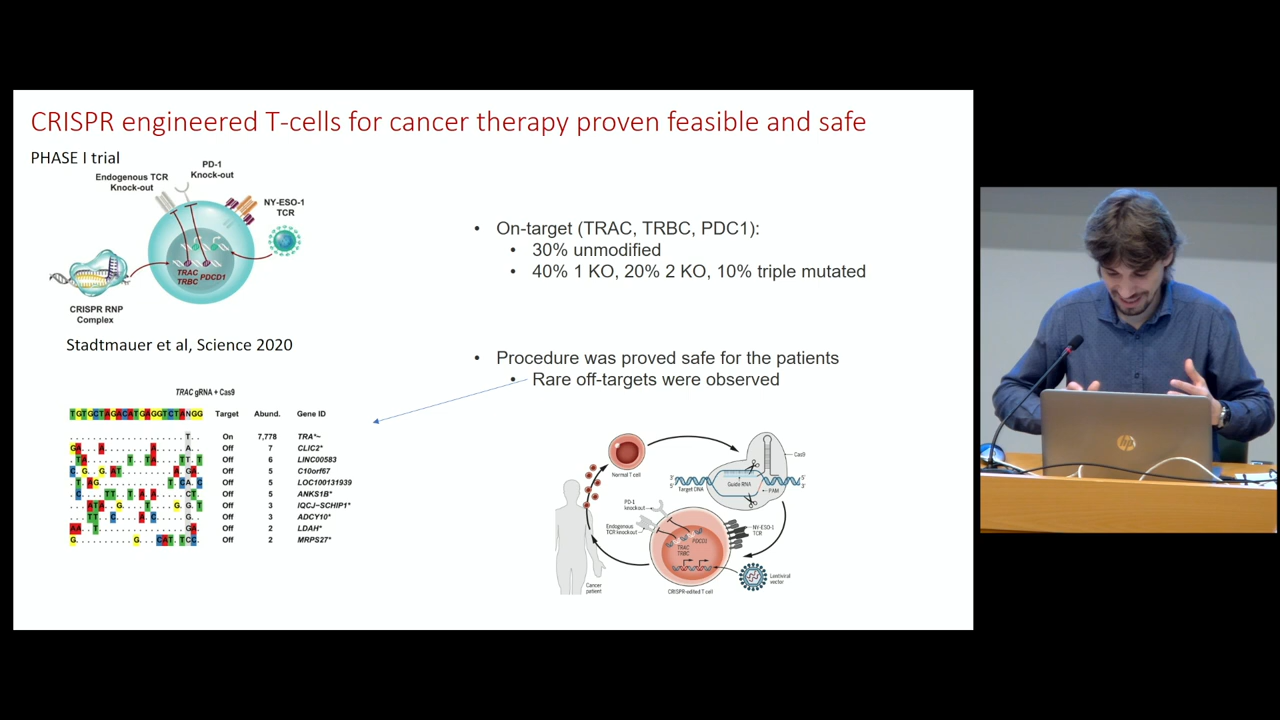 CRISPR engineered T-cells for cancer therapy proven feasible and safe
PHASE I trial
PD-1
Knock-out
Endogenous TCR
Knock-out
NY-ESO-1
TCR
TRAC
TRBC
PDCD1
CRISPR RNP
Complex
Stadtmauer et al, Science 2020
• On-target (TRAC, TRBC, PDC1):
• 30% unmodified
• 40% 1 KO, 20% 2 KO, 10% triple mutated
• Procedure was proved safe for the patients
• Rare off-targets were observed
TRAC gRNA + Cas9
TGTGCTAGACATGAGGTCTANGG Target Abund. Gene ID
On 7,778 TRA*~
Off 7 CLIC2*
Off 6 LINC00583
Off 5 C10orf67
Off 5 LOC100131939
Off 5 ANKS1B*
Off 3 IQCJ-SCHIP1*
Off 3 ADCY10*
Off 2 LDAH*
Off 2 MRPS27*
Normal T cell
Cas9
3'
5'
Target DNA
Guide RNA
5'
3'
PAM
PD-1
knockout
Endogenous
TCR knockout
PDCD1
TRAC
TRBC
NY-ESO-1
TCR
Lentiviral
vector
Cancer
patient
CRISPR-edited T cell
hp